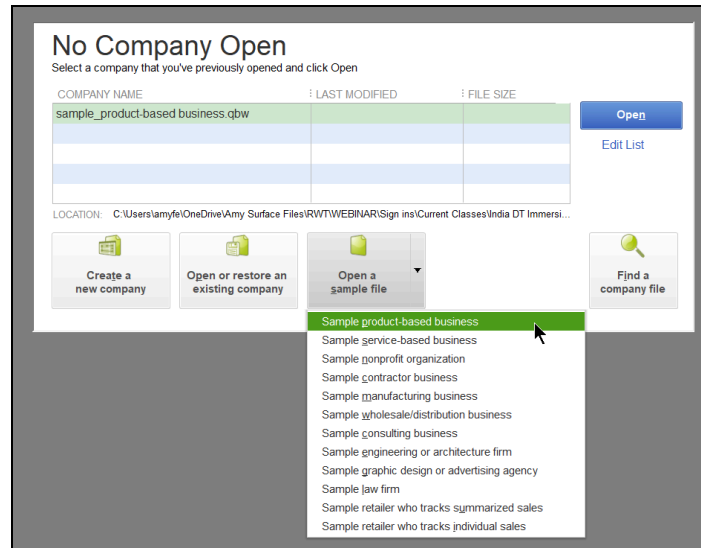 No Company Open
Select a company that you've previously opened and click Open
COMPANY NAME LAST MODIFIED FILE SIZE
sample_product-based business.qbw
Open
Edit List
LOCATION: C:\Users\amyfe\OneDrive\Amy Surface Files\RWT\WEBINAR\Sign ins\Current Classes\India DT Immersi...
Create a
new company
Open or restore an
existing company
Open a
sample file
Find a
company file
Sample product-based business
Sample service-based business
Sample nonprofit organization
Sample contractor business
Sample manufacturing business
Sample wholesale/distribution business
Sample consulting business
Sample engineering or architecture firm
Sample graphic design or advertising agency
Sample law firm
Sample retailer who tracks summarized sales
Sample retailer who tracks individual sales